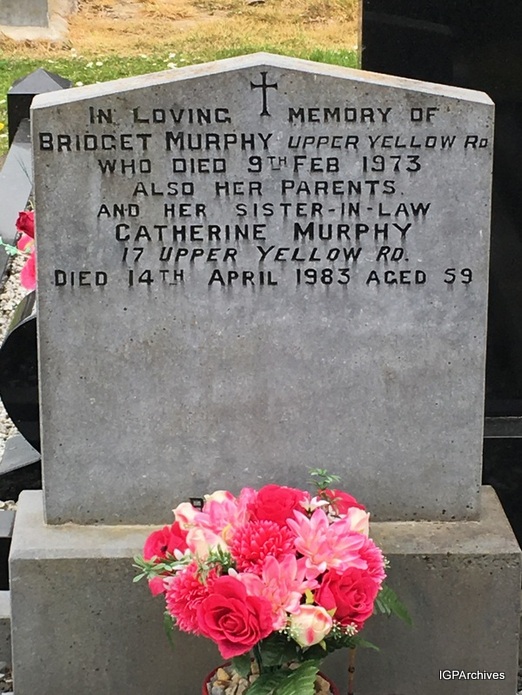 IN LOVING MEMORY OF
BRIDGET MURPHY UPPER YELLOW RD
WHO DIED 9TH FEB 1973
ALSO HER PARENTS.
AND HER SISTER-IN-LAW
CATHERINE MURPHY
17 UPPER YELLOW RD.
DIED 14TH APRIL 1983 AGED 59
IGPArchives